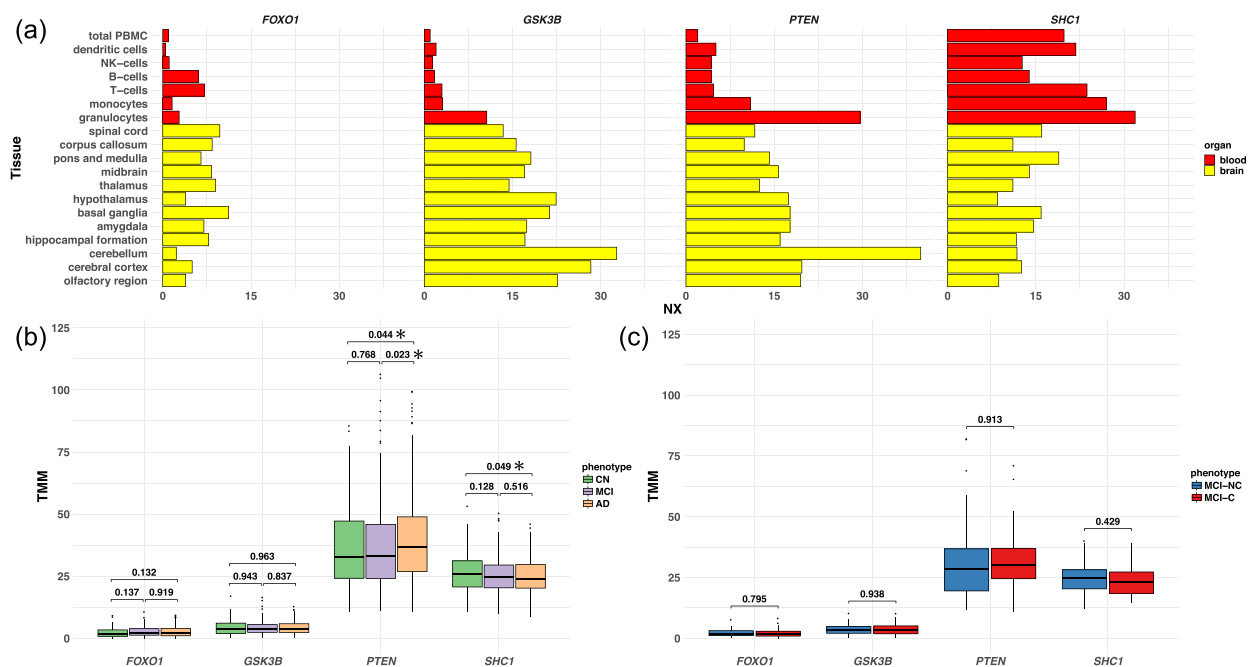 (a)
FOXO1 GSK3B PTEN SHC1
Tissue
total PBMC
dendritic cells
NK-cells
B-cells
T-cells
monocytes
granulocytes
spinal cord
corpus callosum
pons and medulla
midbrain
thalamus
hypothalamus
basal ganglia
amygdala
hippocampal formation
cerebellum
cerebral cortex
olfactory region
0 15 30 0 15 30 0 15 30 0 15 30
NX
organ
blood
brain
(b)
TMM
125
100
75
50
25
0
0.132
0.137 0.919
0.963
0.943 0.837
0.044 *
0.768 0.023 *
0.049 *
0.128 0.516
FOXO1 GSK3B PTEN SHC1
phenotype
CN
MCI
AD
(c)
TMM
125
100
75
50
25
0
0.795
0.938
0.913
0.429
FOXO1 GSK3B PTEN SHC1
phenotype
MCI−NC
MCI−C